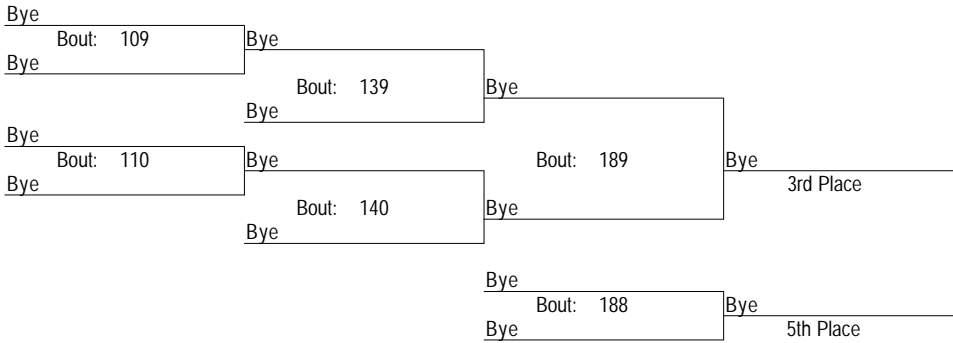 Bye
Bout: 109 Bye
Bye
Bout: 139 Bye
Bye
Bye
Bout: 110 Bye Bout: 189 Bye
Bye 3rd Place
Bout: 140 Bye
Bye
Bye
Bout: 188 Bye
Bye 5th Place